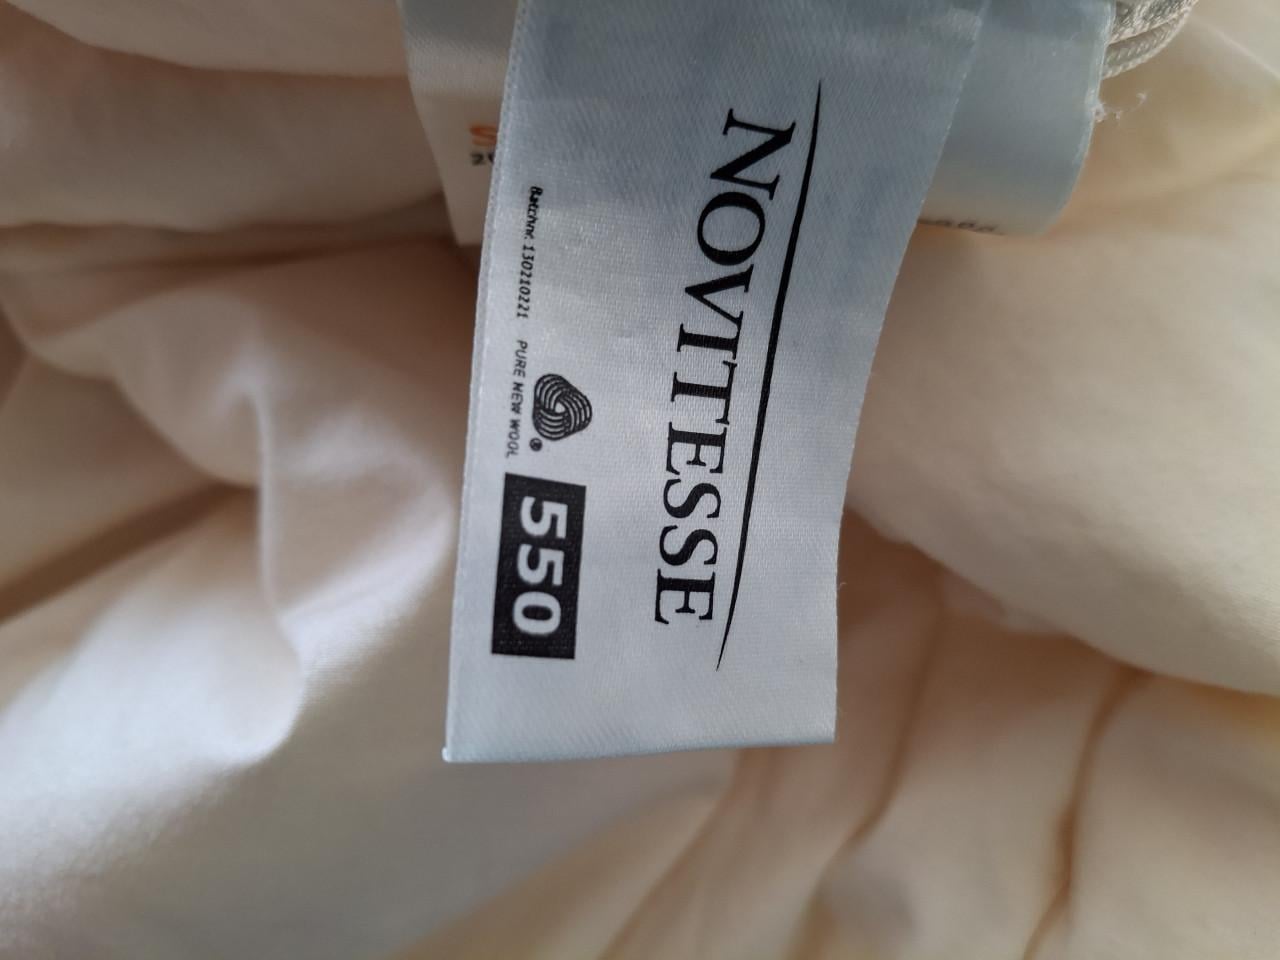 NOVITESSE
Batchnr. 130210221
PURE NEW WOOL
®
550
S